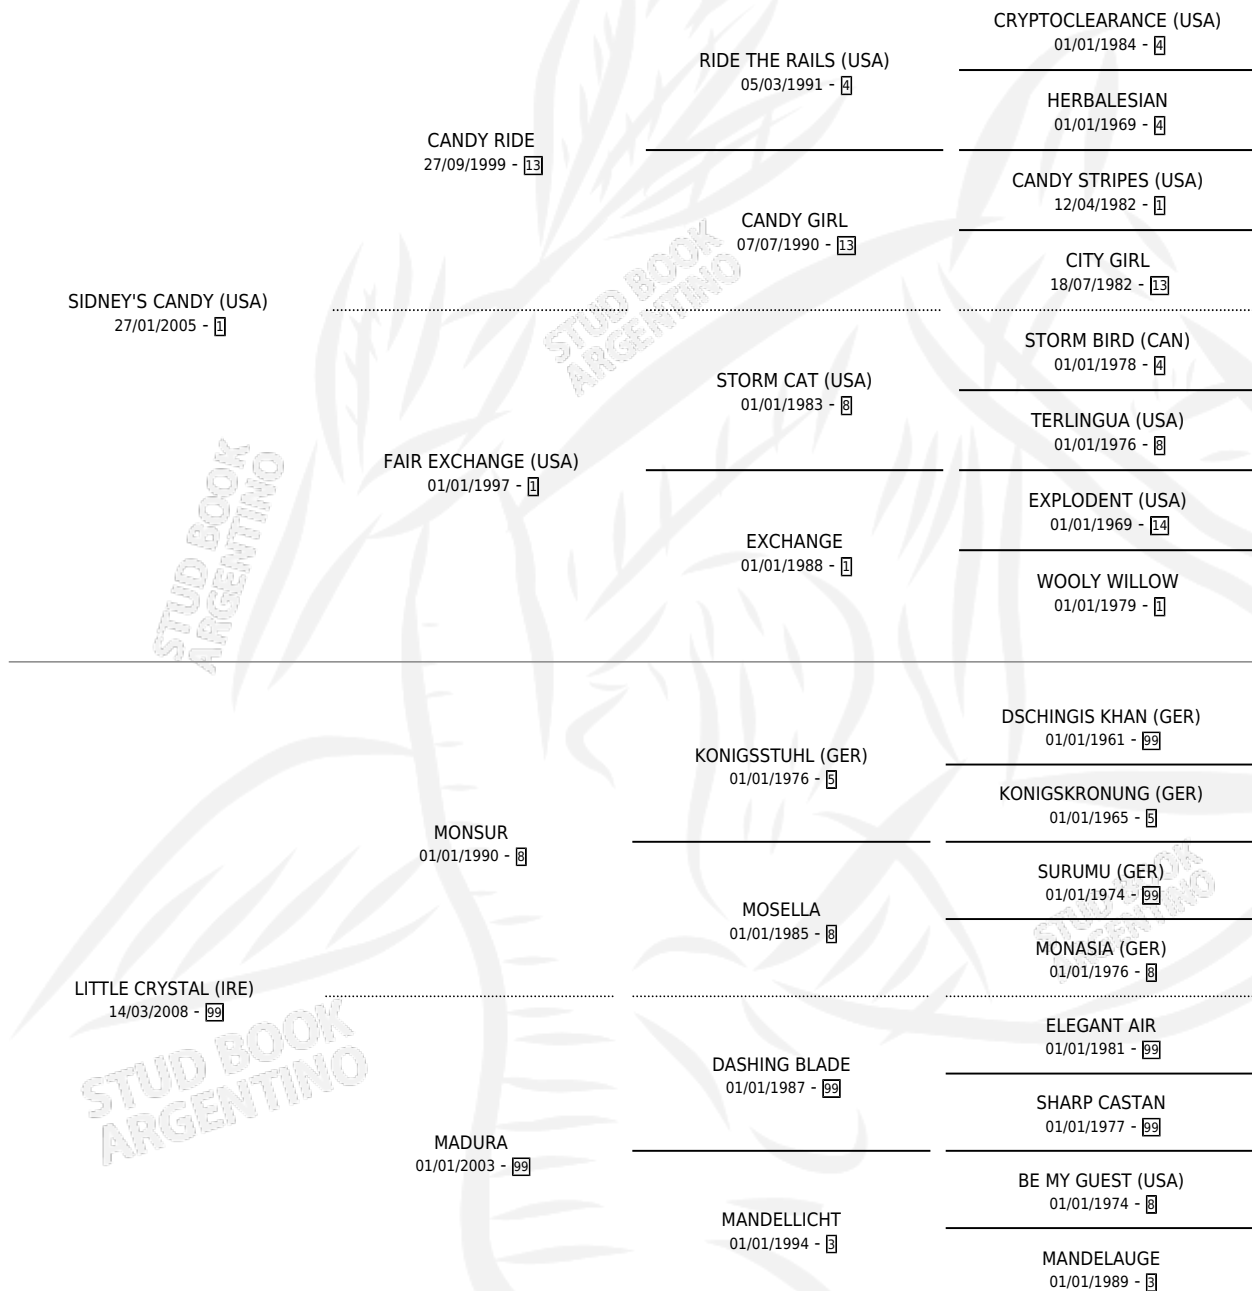 CRYPTOCLEARANCE (USA)
01/01/1984 - 4
RIDE THE RAILS (USA)
05/03/1991 - 4
HERBALESIAN
01/01/1969 - 4
CANDY RIDE
27/09/1999 - 13
CANDY STRIPES (USA)
12/04/1982 - 1
CANDY GIRL
07/07/1990 - 13
CITY GIRL
18/07/1982 - 13
SIDNEY'S CANDY (USA)
27/01/2005 - 1
STUD BOOK
ARGENTINO
STORM BIRD (CAN)
01/01/1978 - 4
STORM CAT (USA)
01/01/1983 - 8
TERLINGUA (USA)
01/01/1976 - 8
FAIR EXCHANGE (USA)
01/01/1997 - 1
EXPLODENT (USA)
01/01/1969 - 14
EXCHANGE
01/01/1988 - 1
WOOLY WILLOW
01/01/1979 - 1
STUD BOOK
ARGENTINO
DSCHINGIS KHAN (GER)
01/01/1961 - 99
KONIGSSTUHL (GER)
01/01/1976 - 5
KONIGSKRONUNG (GER)
01/01/1965 - 5
MONSUR
01/01/1990 - 8
SURUMU (GER)
01/01/1974 - 99
MOSELLA
01/01/1985 - 8
MONASIA (GER)
01/01/1976 - 8
STUD BOOK
ARGENTINO
LITTLE CRYSTAL (IRE)
14/03/2008 - 99
ELEGANT AIR
01/01/1981 - 99
DASHING BLADE
01/01/1987 - 99
SHARP CASTAN
01/01/1977 - 99
STUD BOOK
ARGENTINO
MADURA
01/01/2003 - 99
BE MY GUEST (USA)
01/01/1974 - 8
MANDELLICHT
01/01/1994 - 3
MANDELAUGE
01/01/1989 - 3